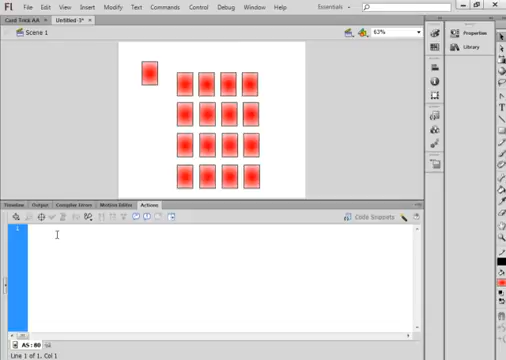 Fl File Edit View Insert Modify Text Commands Control Debug Window Help Essentials
Card Trick AA × Untitled-3* ×
Scene 1 63%
Properties
Library
Timeline Output Compiler Errors Motion Editor Actions
Code Snippets
1
AS : 80
Line 1 of 1, Col 1